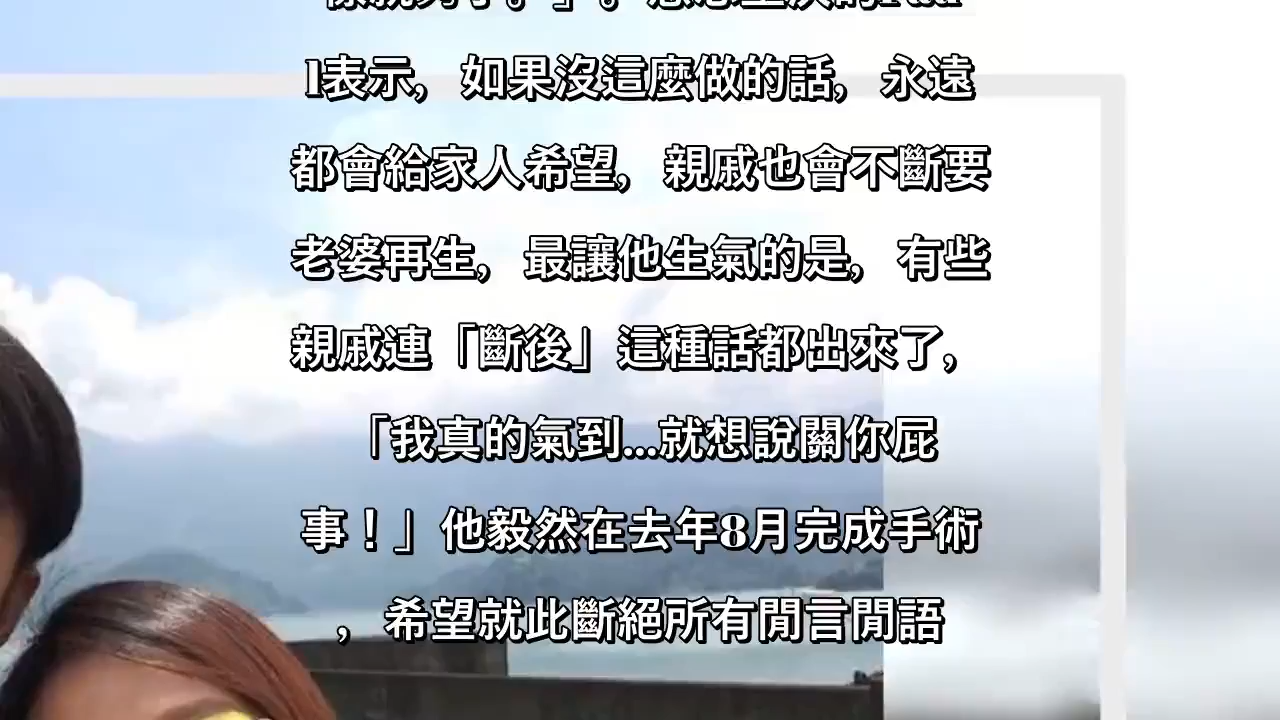 l表示，如果沒這麼做的話，永遠
都會給家人希望，親戚也會不斷要
老婆再生，最讓他生氣的是，有些
親戚連「斷後」這種話都出來了，
「我真的氣到...就想說關你屁
事！」他毅然在去年8月完成手術
，希望就此斷絕所有閒言閒語